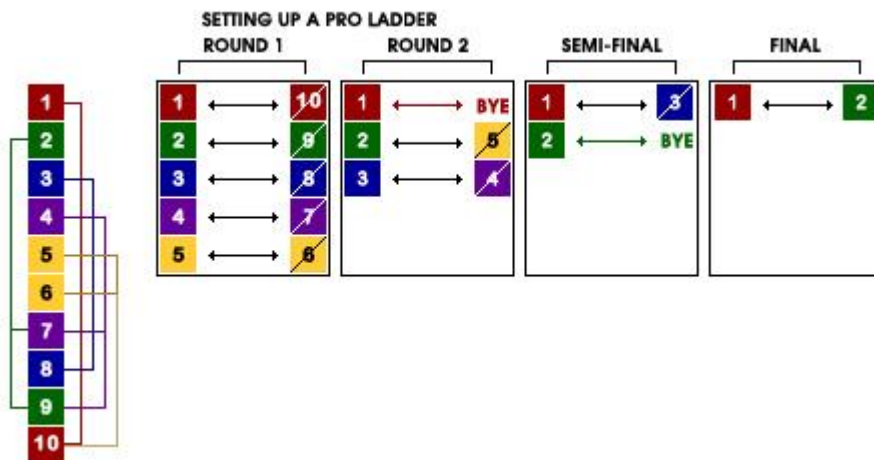 SETTING UP A PRO LADDER
ROUND 1 ROUND 2 SEMI-FINAL FINAL
1 1 10 1 BYE 1 3 1 2
2 2 9 2 5 2 BYE
3 3 8 3 4
4 4 7
5 5 6
6
7
8
9
10